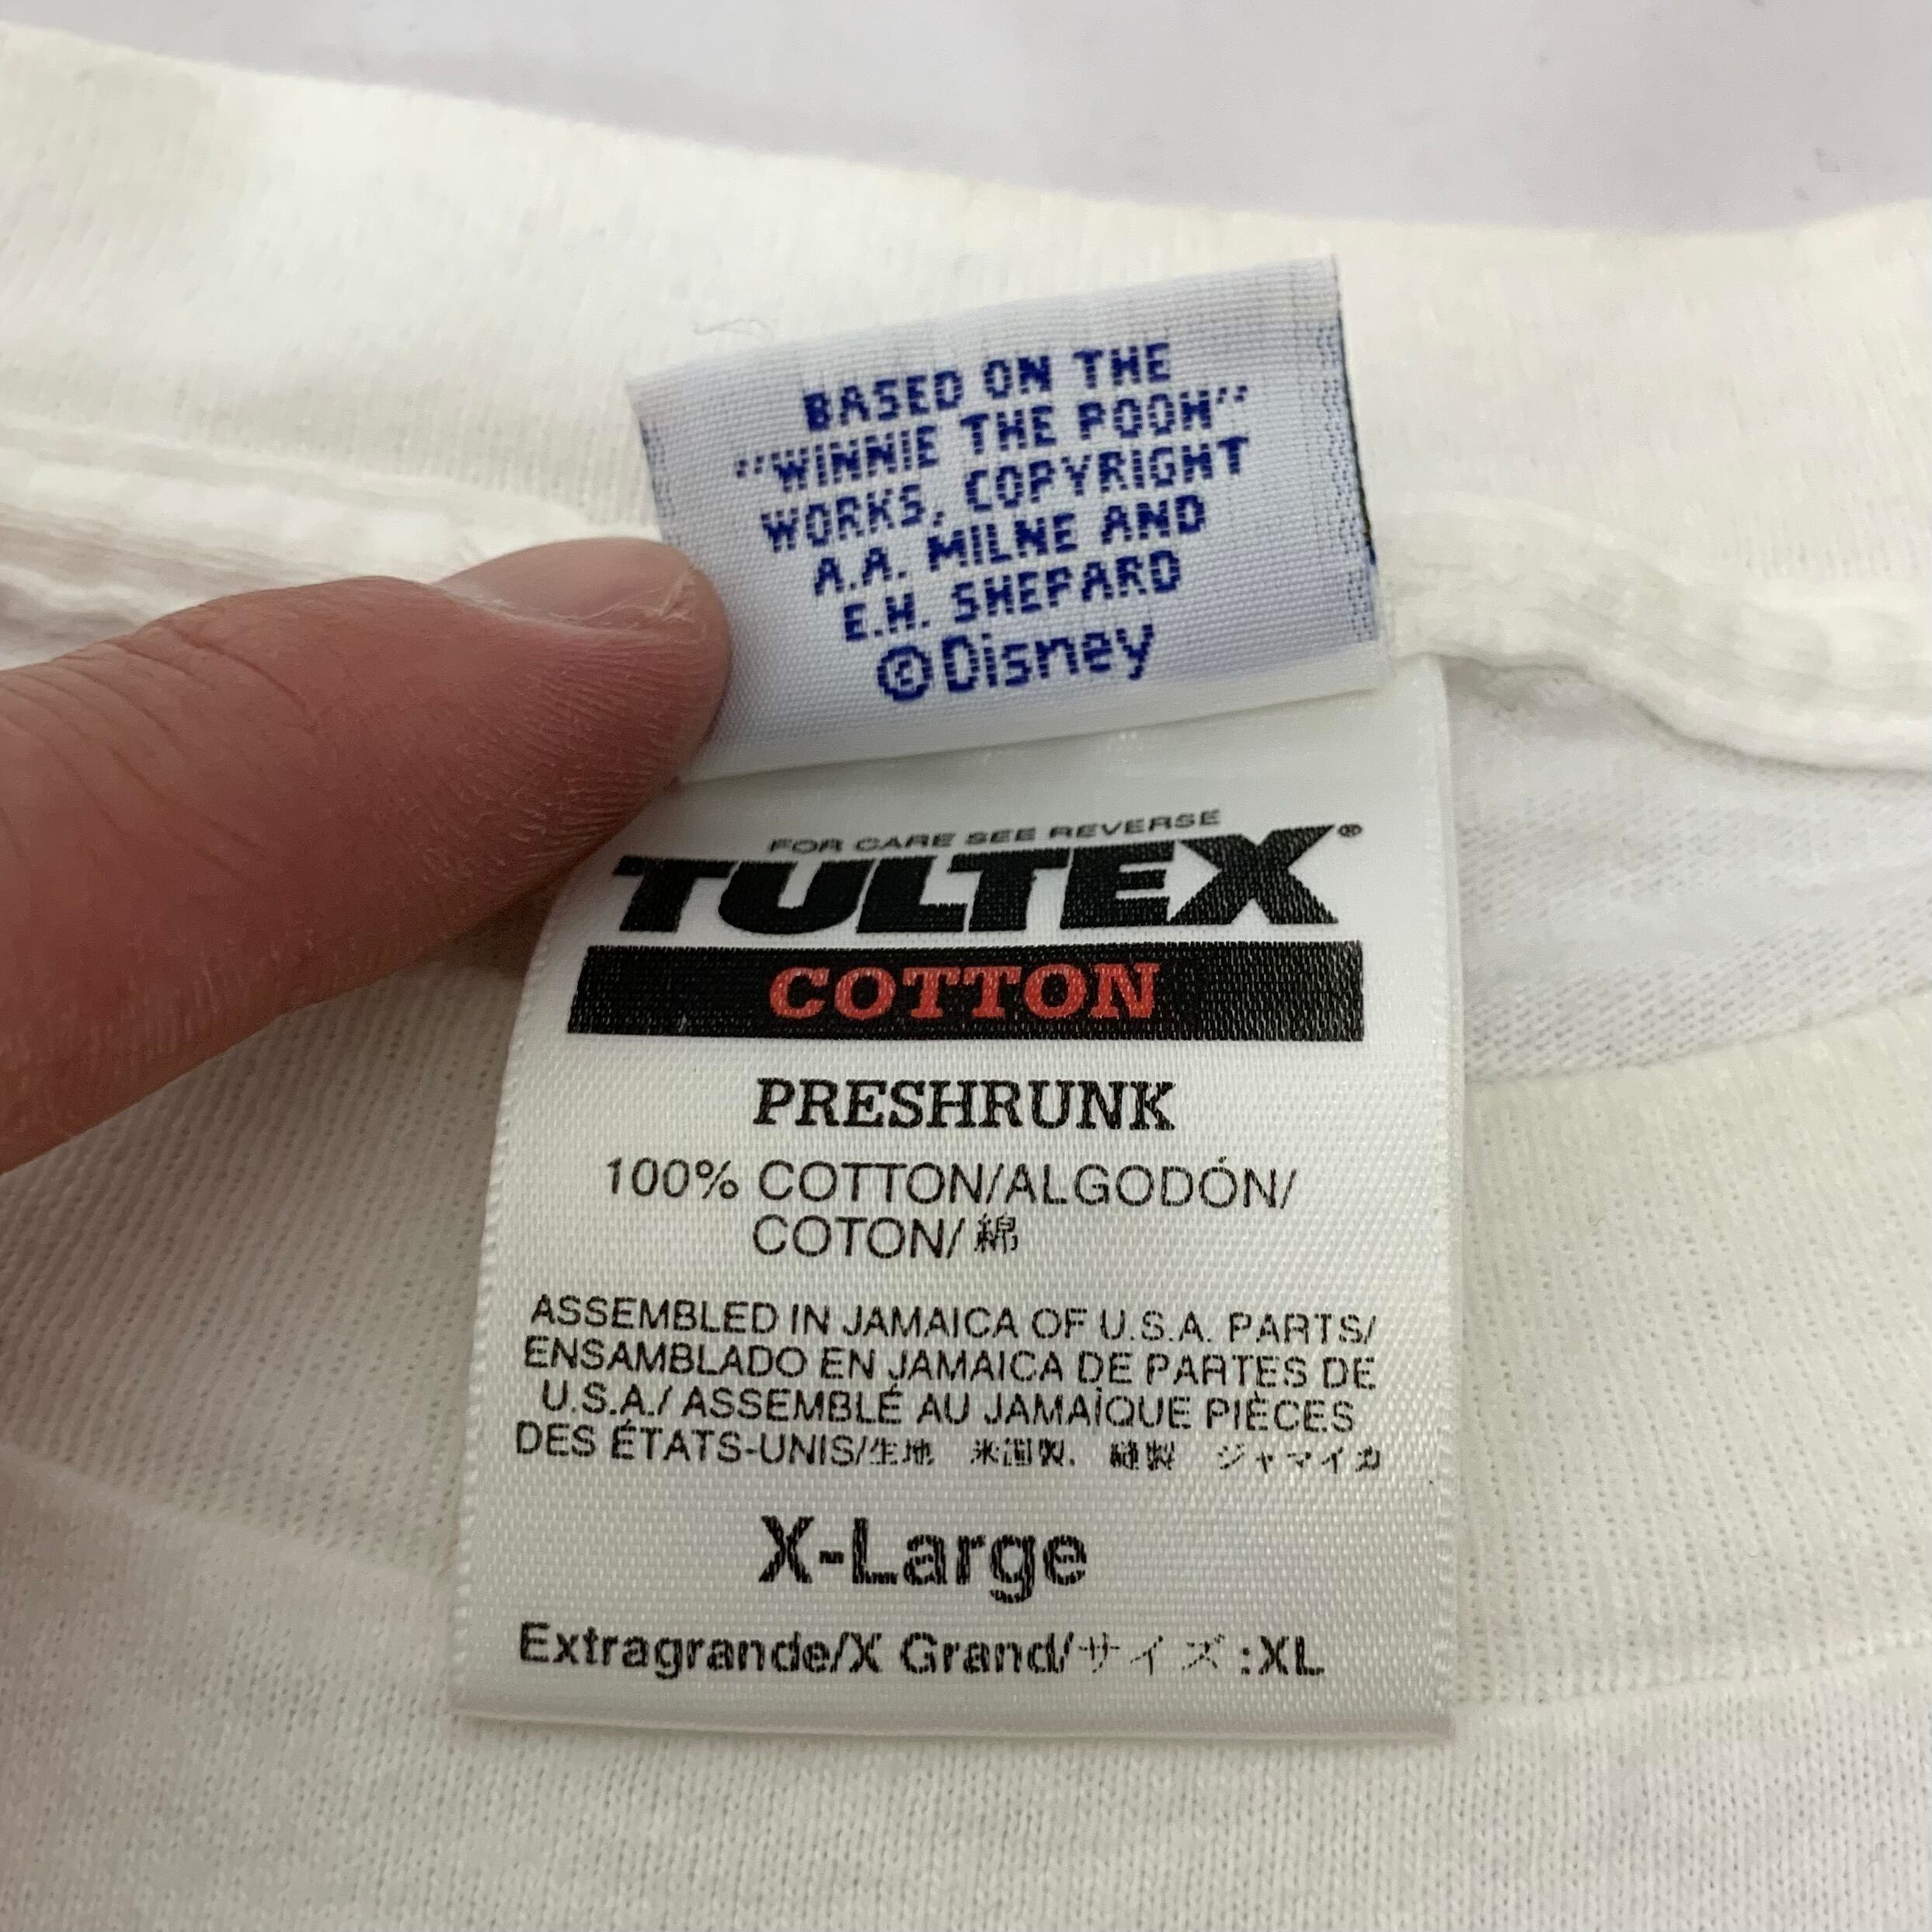 BASED ON THE
"WINNIE THE POOH"
WORKS, COPYRIGHT
A.A. MILNE AND
E.H. SHEPARD
©Disney
FOR CARE SEE REVERSE
TULTEX®
COTTON
PRESHRUNK
100% COTTON/ALGODÓN/
COTON/綿
ASSEMBLED IN JAMAICA OF U.S.A. PARTS/
ENSAMBLADO EN JAMAICA DE PARTES DE
U.S.A./ ASSEMBLÉ AU JAMAÏQUE PIÈCES
DES ÉTATS-UNIS/生地 米国製. 縫製 ジャマイカ
X-Large
Extragrande/X Grand/サイズ:XL